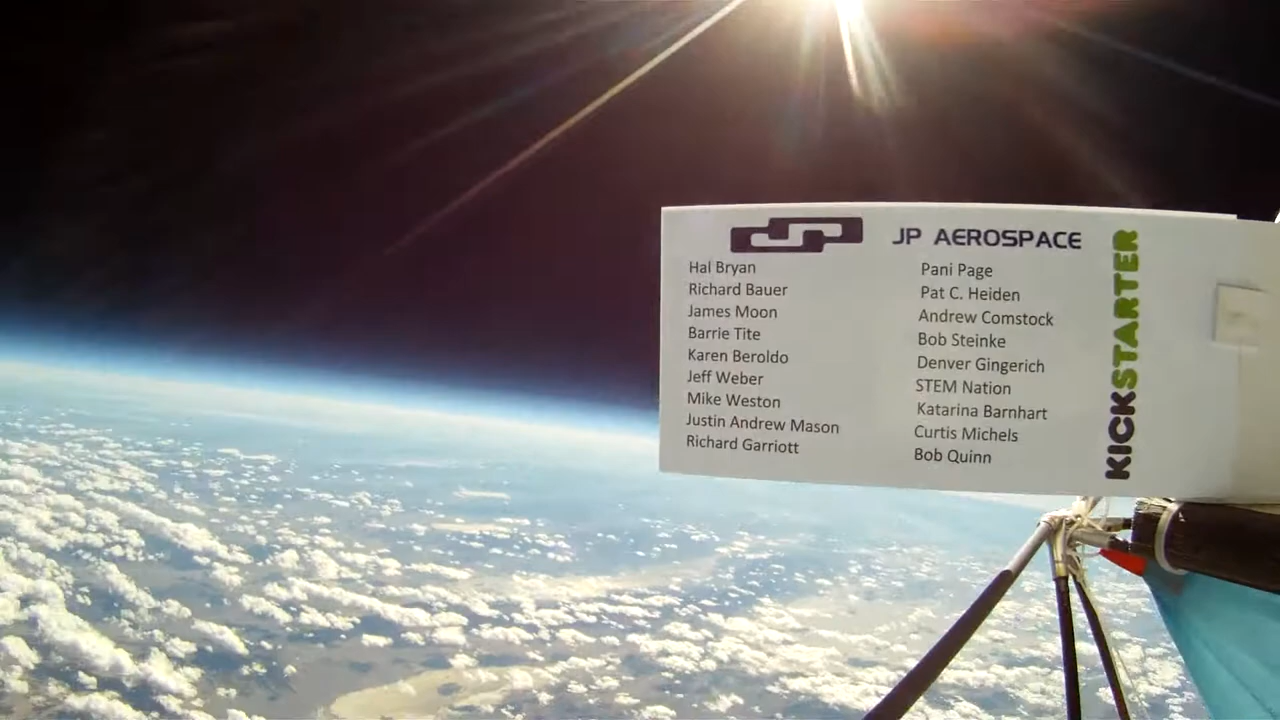 JP AEROSPACE
Hal Bryan
Richard Bauer
James Moon
Barrie Tite
Karen Beroldo
Jeff Weber
Mike Weston
Justin Andrew Mason
Richard Garriott
Pani Page
Pat C. Heiden
Andrew Comstock
Bob Steinke
Denver Gingerich
STEM Nation
Katarina Barnhart
Curtis Michels
Bob Quinn
KICKSTARTER